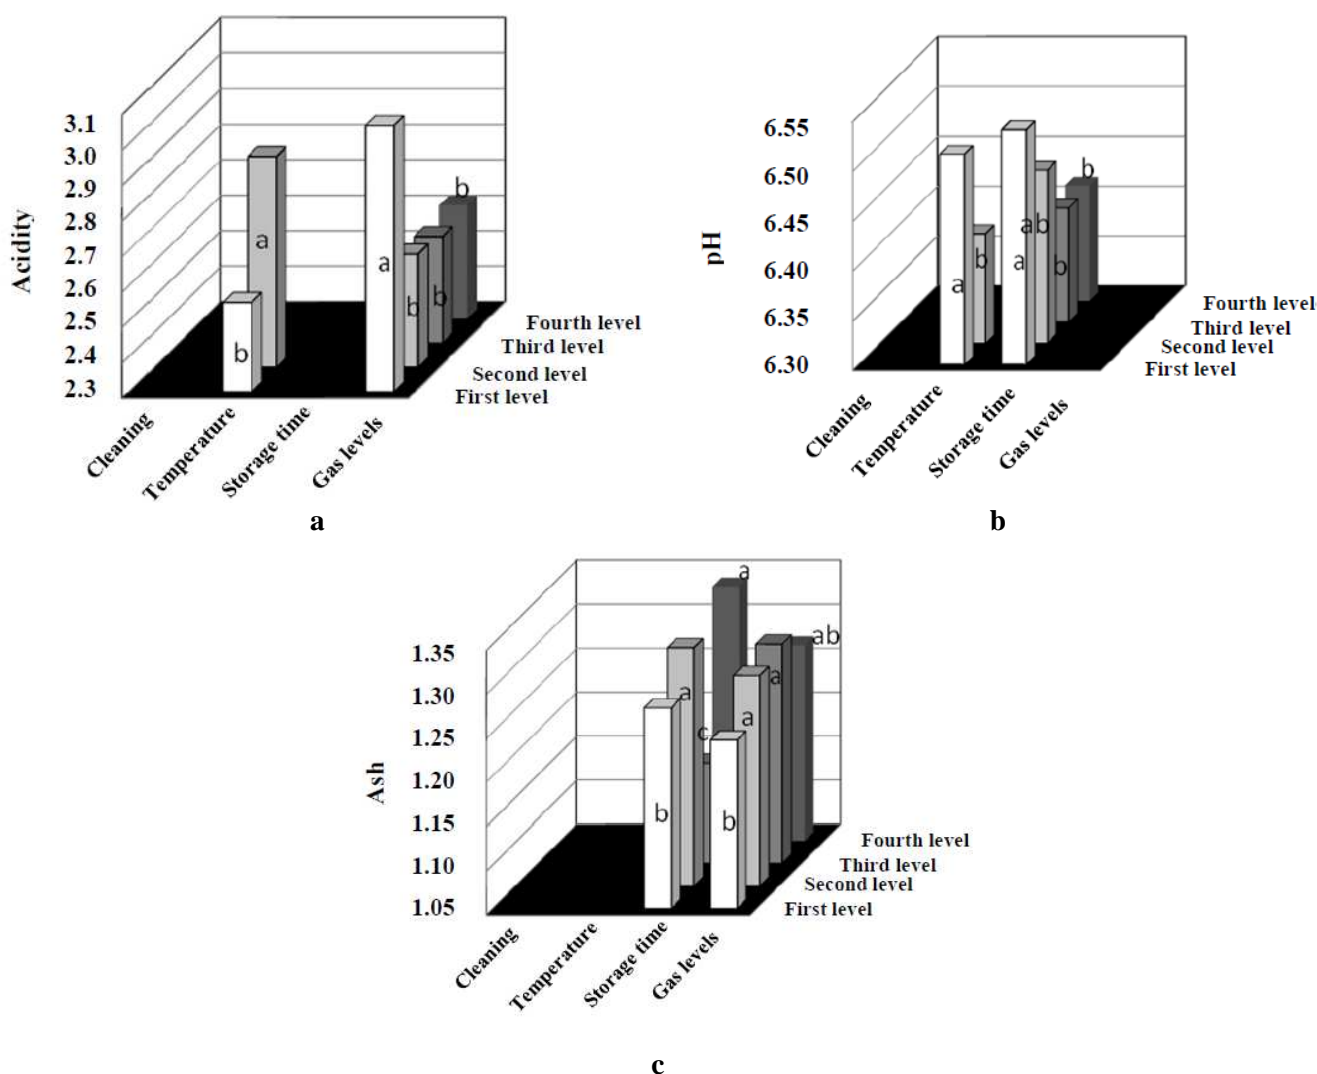 Acidity
3.1
3.0
2.9
2.8
2.7
2.6
2.5
2.4
2.3
b
a
a
b
b
b
Fourth level
Third level
Second level
First level
Cleaning
Temperature
Storage time
Gas levels
a
pH
6.55
6.50
6.45
6.40
6.35
6.30
a
b
a
ab
b
b
Fourth level
Third level
Second level
First level
Cleaning
Temperature
Storage time
Gas levels
b
Ash
1.35
1.30
1.25
1.20
1.15
1.10
1.05
b
a
c
a
b
a
a
ab
Fourth level
Third level
Second level
First level
Cleaning
Temperature
Storage time
Gas levels
c